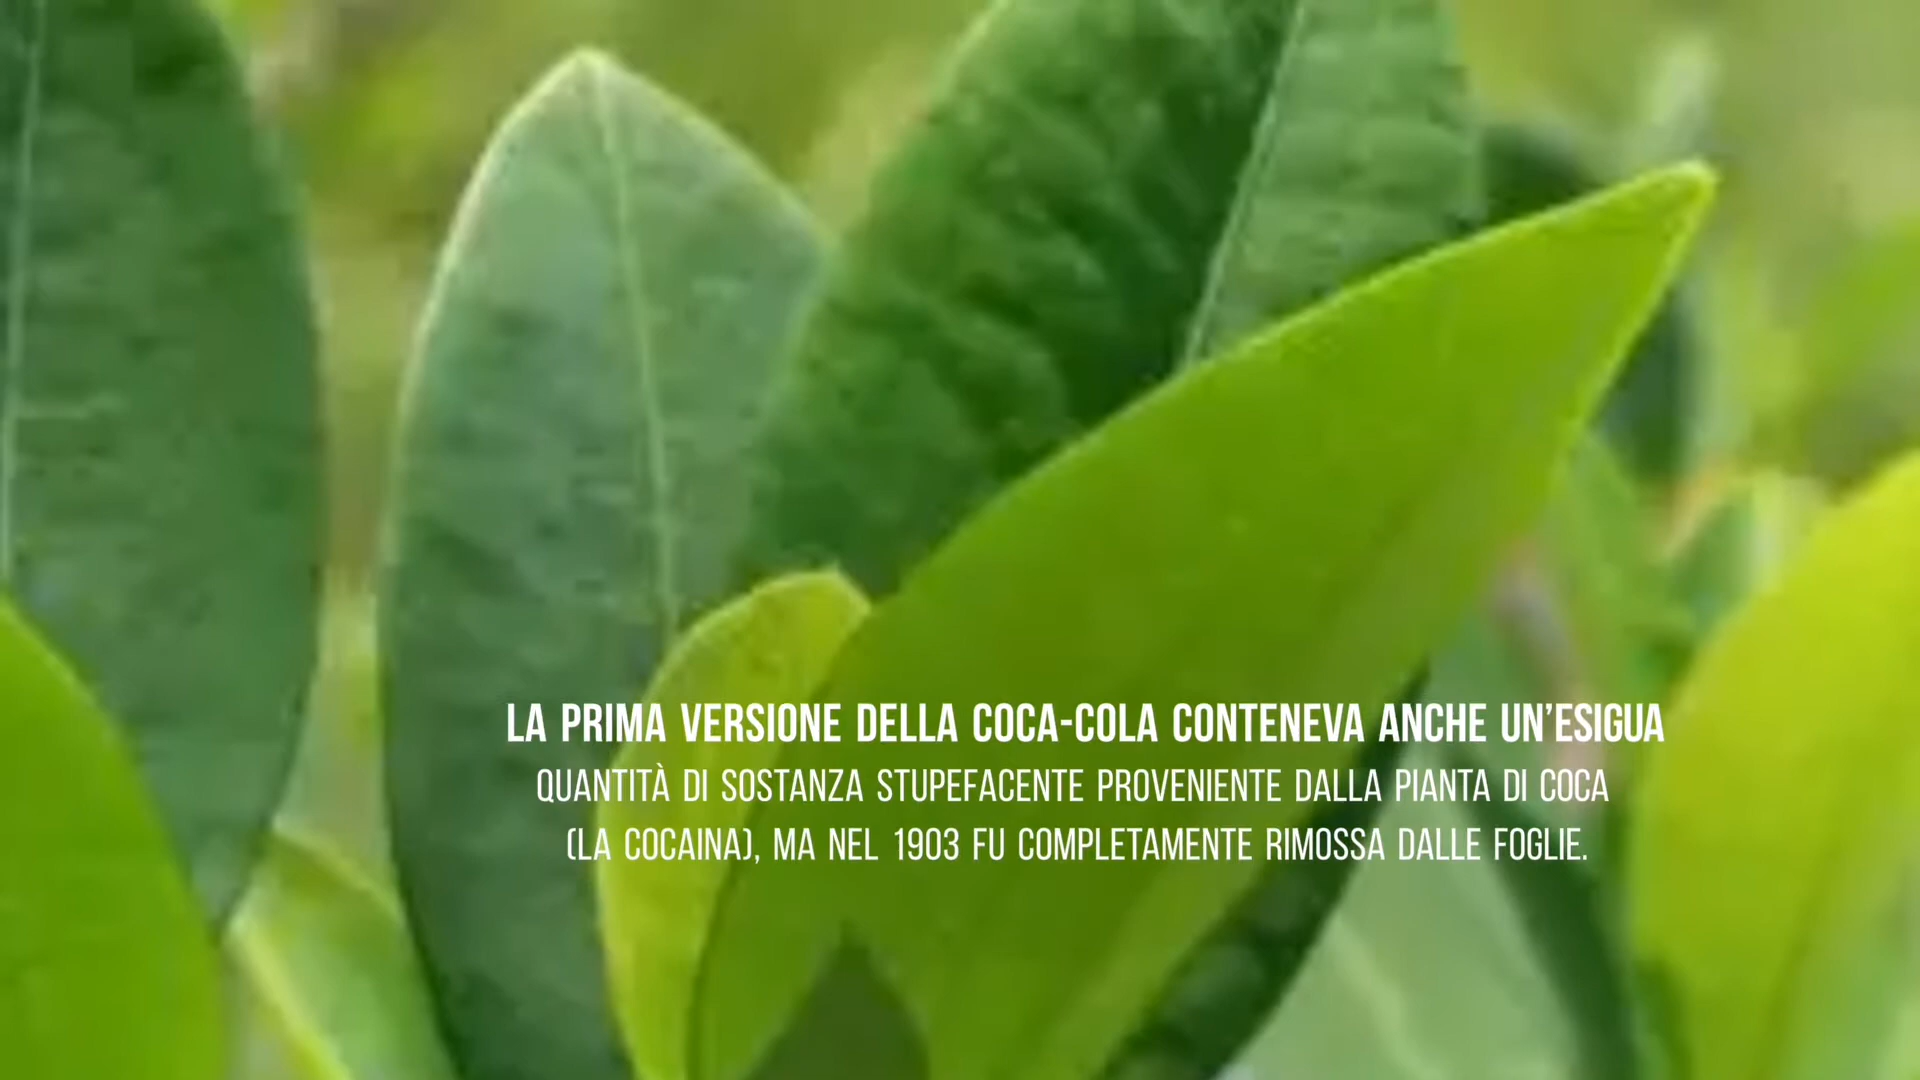 LA PRIMA VERSIONE DELLA COCA-COLA CONTENEVA ANCHE UN’ESIGUA
QUANTITÀ DI SOSTANZA STUPEFACENTE PROVENIENTE DALLA PIANTA DI COCA
(LA COCAINA), MA NEL 1903 FU COMPLETAMENTE RIMOSSA DALLE FOGLIE.